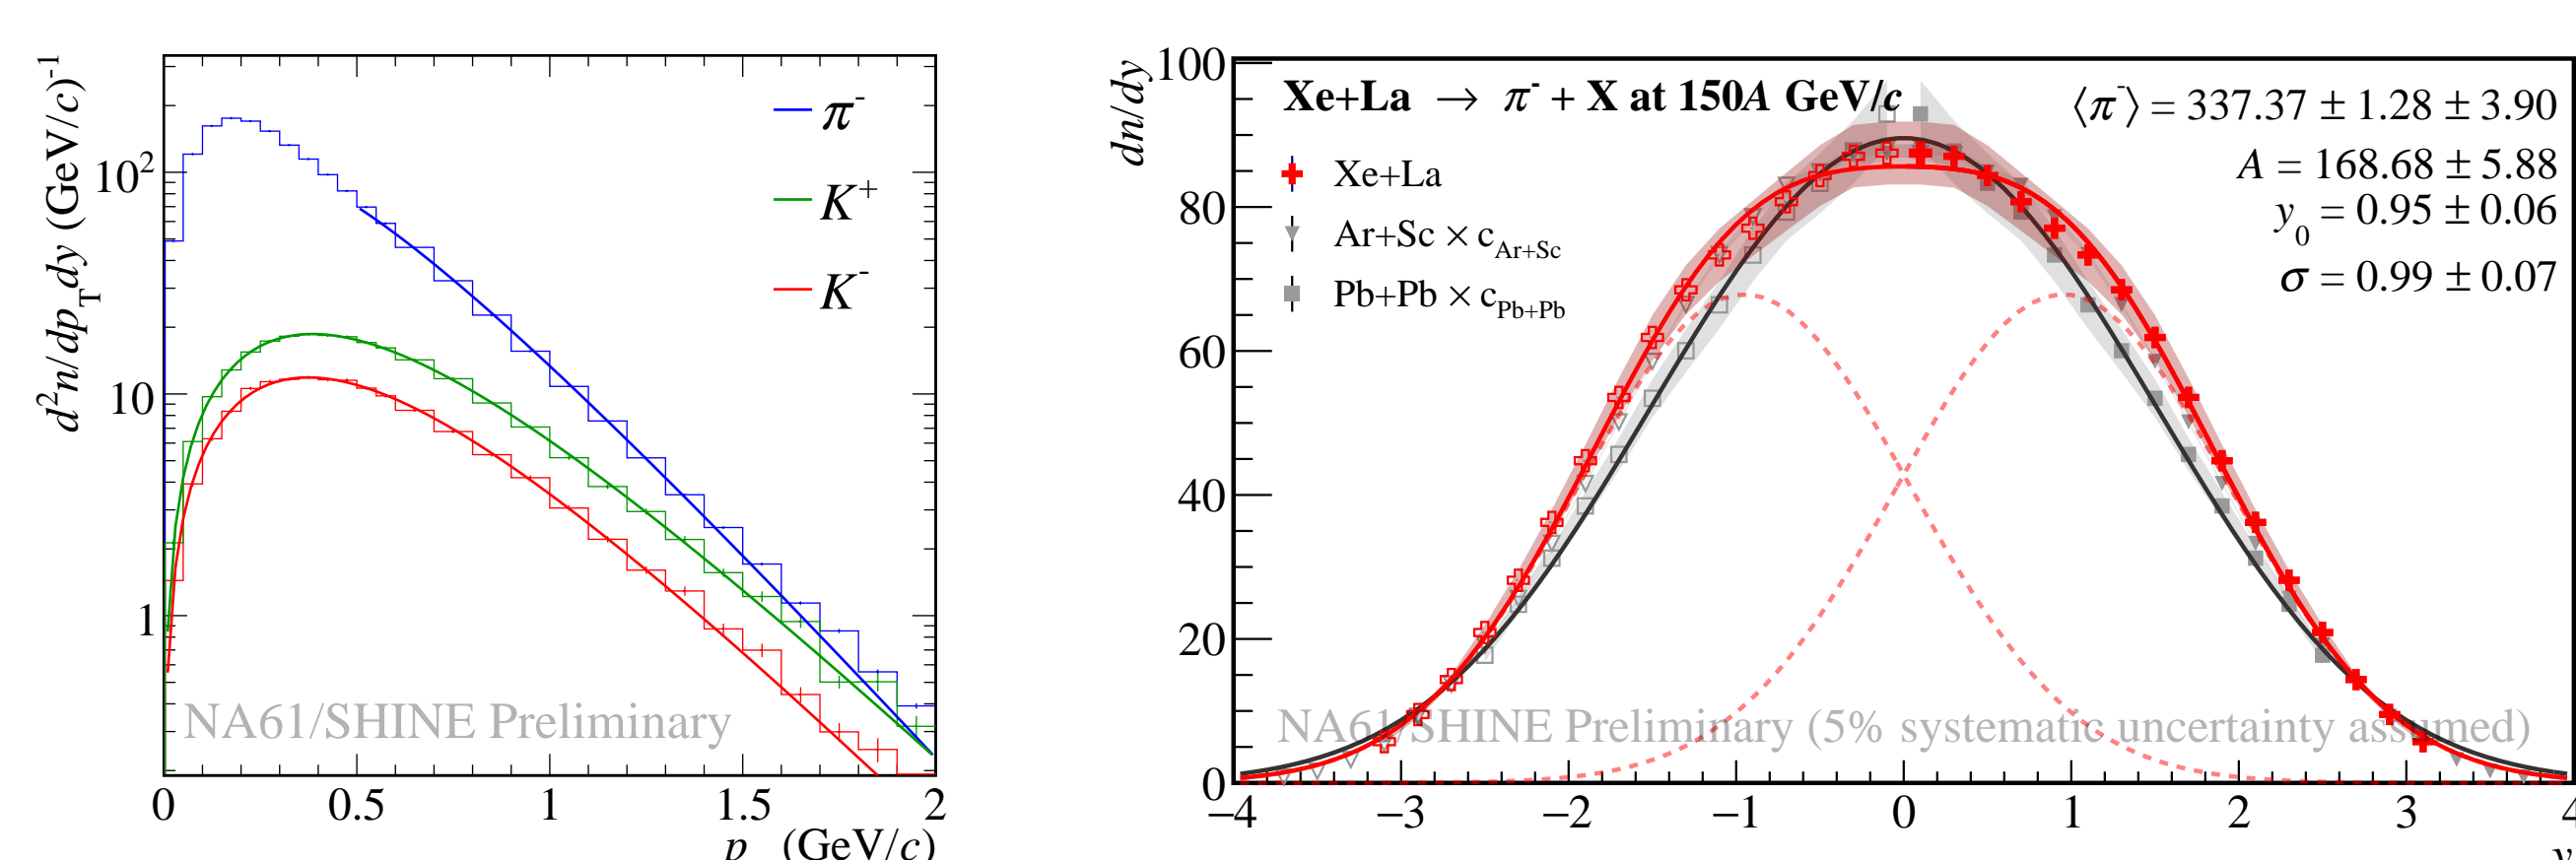 d²n/dp_T dy (GeV/c)⁻¹
10²
10
1
π⁻
K⁺
K⁻
NA61/SHINE Preliminary
0 0.5 1 1.5 2
p (GeV/c)
dn/dy
100
80
60
40
20
0
Xe+La → π⁻ + X at 150A GeV/c
Xe+La
Ar+Sc × c_Ar+Sc
Pb+Pb × c_Pb+Pb
⟨π⁻⟩ = 337.37 ± 1.28 ± 3.90
A = 168.68 ± 5.88
y₀ = 0.95 ± 0.06
σ = 0.99 ± 0.07
NA61/SHINE Preliminary (5% systematic uncertainty assumed)
−4 −3 −2 −1 0 1 2 3 4
y